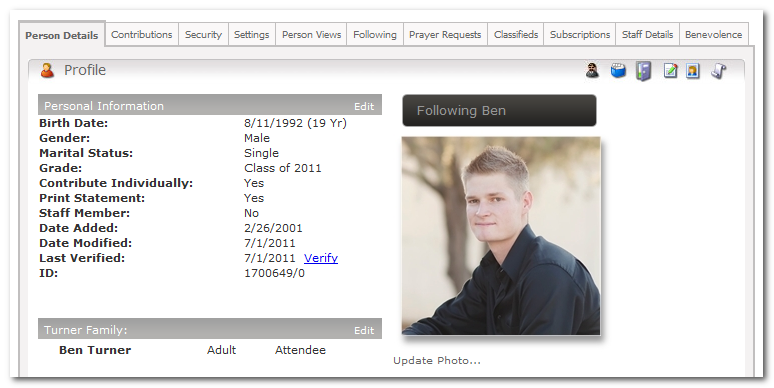 Person Details Contributions Security Settings Person Views Following Prayer Requests Classifieds Subscriptions Staff Details Benevolence
Profile
Personal Information Edit
Birth Date: 8/11/1992 (19 Yr)
Gender: Male
Marital Status: Single
Grade: Class of 2011
Contribute Individually: Yes
Print Statement: Yes
Staff Member: No
Date Added: 2/26/2001
Date Modified: 7/1/2011
Last Verified: 7/1/2011 Verify
ID: 1700649/0
Turner Family: Edit
Ben Turner Adult Attendee
Following Ben
Update Photo...